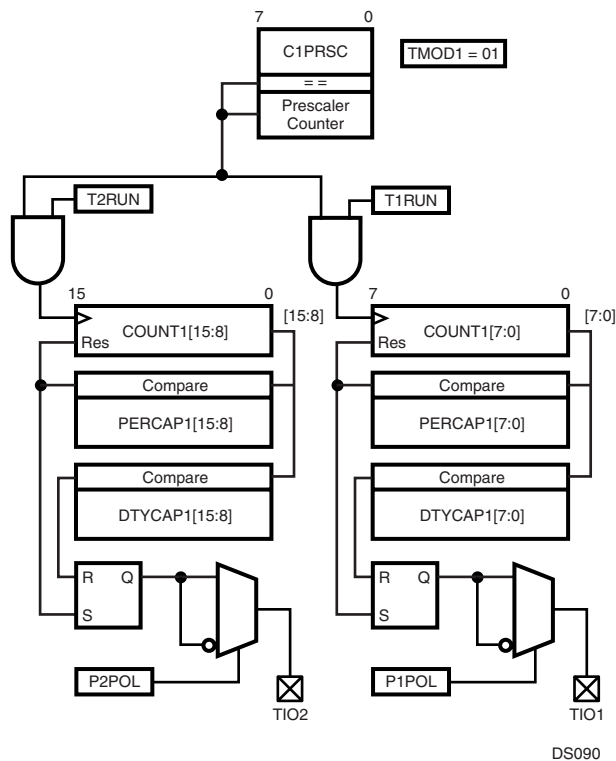 7 0
C1PRSC
TMOD1 = 01
= =
Prescaler
Counter
T2RUN
T1RUN
15 0
[15:8]
COUNT1[15:8]
Res
Compare
PERCAP1[15:8]
Compare
DTYCAP1[15:8]
R Q
S
P2POL
TIO2
7 0
[7:0]
COUNT1[7:0]
Res
Compare
PERCAP1[7:0]
Compare
DTYCAP1[7:0]
R Q
S
P1POL
TIO1
DS090